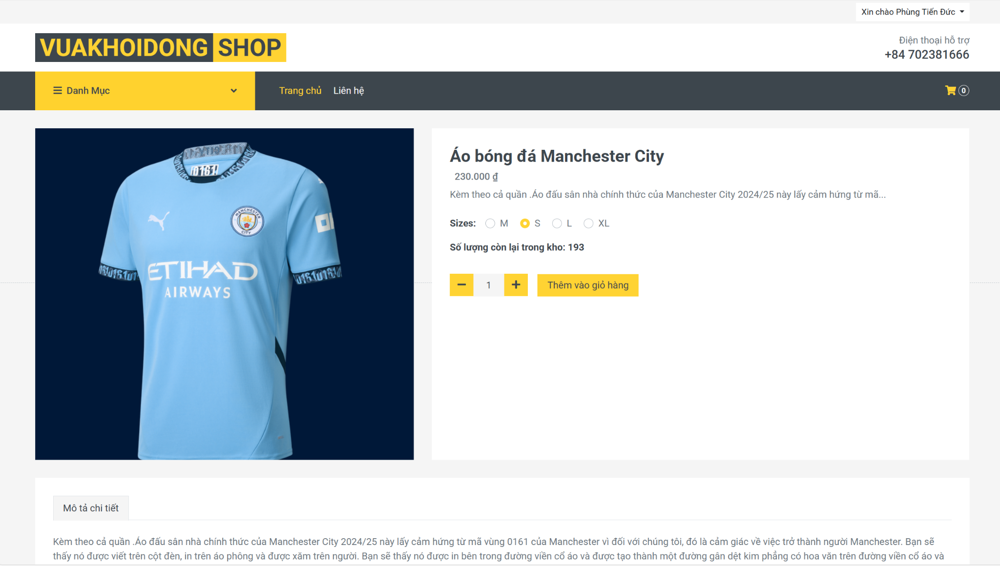 Xin chào Phùng Tiến Đức
VUAKHOIDONG SHOP
Điện thoại hỗ trợ
+84 702381666
Danh Mục
Trang chủ Liên hệ
0
0161
MANCHESTER
CITY
ETIHAD
AIRWAYS
Áo bóng đá Manchester City
230.000 ₫
Kèm theo cả quần .Áo đấu sân nhà chính thức của Manchester City 2024/25 này lấy cảm hứng từ mã...
Sizes: M S L XL
Số lượng còn lại trong kho: 193
1
Thêm vào giỏ hàng
Mô tả chi tiết
Kèm theo cả quần .Áo đấu sân nhà chính thức của Manchester City 2024/25 này lấy cảm hứng từ mã vùng 0161 của Manchester vì đối với chúng tôi, đó là cảm giác về việc trở thành người Manchester. Bạn sẽ
thấy nó được viết trên cột đèn, in trên áo phông và được xăm trên người. Bạn sẽ thấy nó được in bên trong đường viền cổ áo và được tạo thành một đường gân dệt kim phẳng có hoa văn trên đường viền cổ áo và